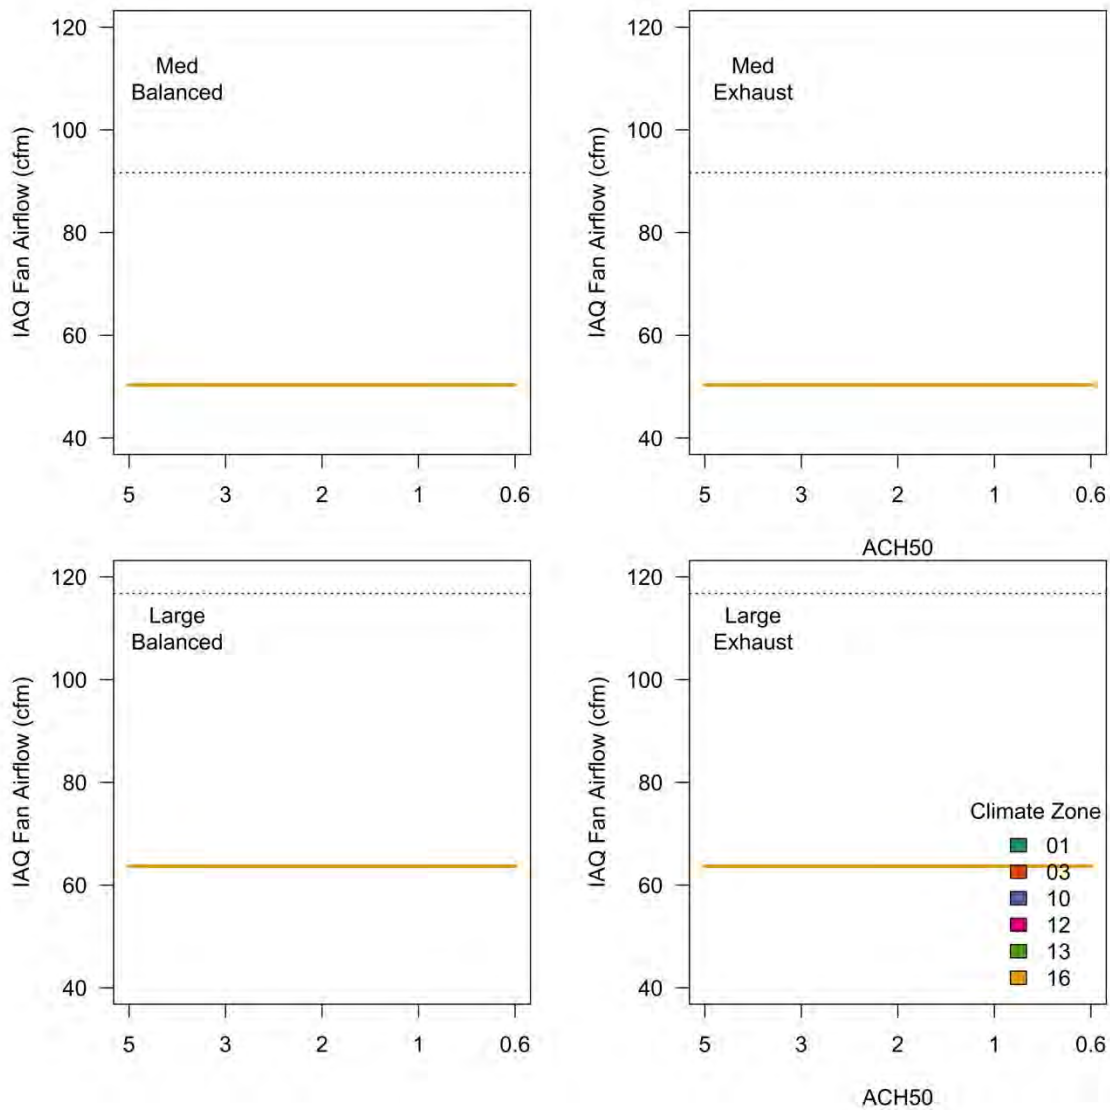 120
100
80
60
40
IAQ Fan Airflow (cfm)
Med
Balanced
5 3 2 1 0.6
120
100
80
60
40
IAQ Fan Airflow (cfm)
Med
Exhaust
5 3 2 1 0.6
ACH50
120
100
80
60
40
IAQ Fan Airflow (cfm)
Large
Balanced
5 3 2 1 0.6
120
100
80
60
40
IAQ Fan Airflow (cfm)
Large
Exhaust
Climate Zone
01
03
10
12
13
16
5 3 2 1 0.6
ACH50